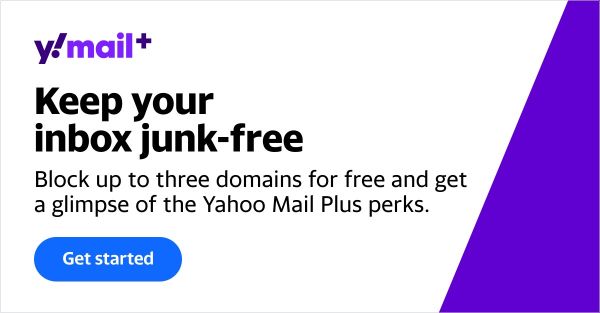 y!mail+
Keep your
inbox junk-free
Block up to three domains for free and get
a glimpse of the Yahoo Mail Plus perks.
Get started